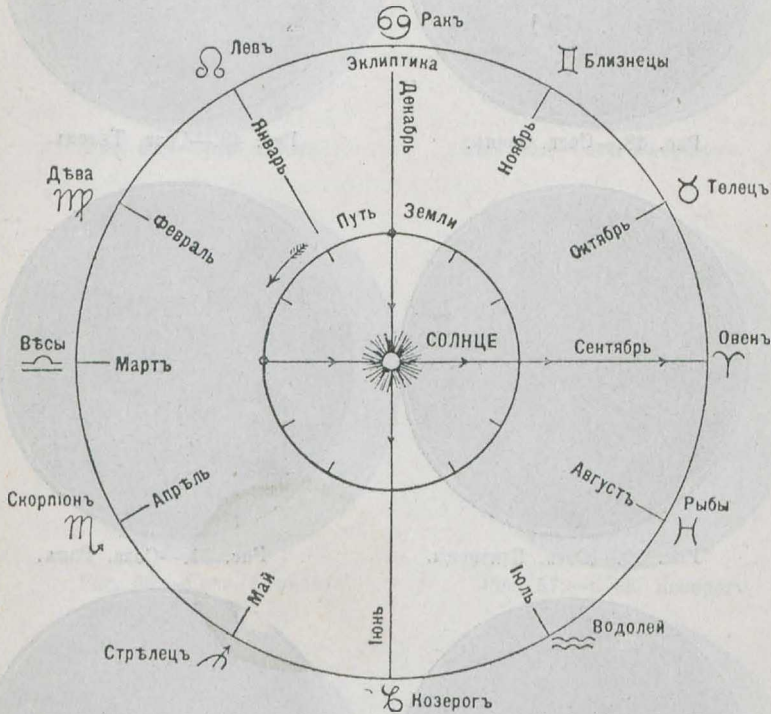 Ракъ
Левъ
Эклиптика
Близнецы
Декабрь
Январь
Ноябрь
Дѣва
Телецъ
Февраль
Путь Земли
Октябрь
Вѣсы
Мартъ
СОЛНЦЕ
Сентябрь
Овенъ
Скорпіонъ
Апрѣль
Августъ
Рыбы
Май
Іюнь
Іюль
Водолей
Стрѣлецъ
Козерогъ